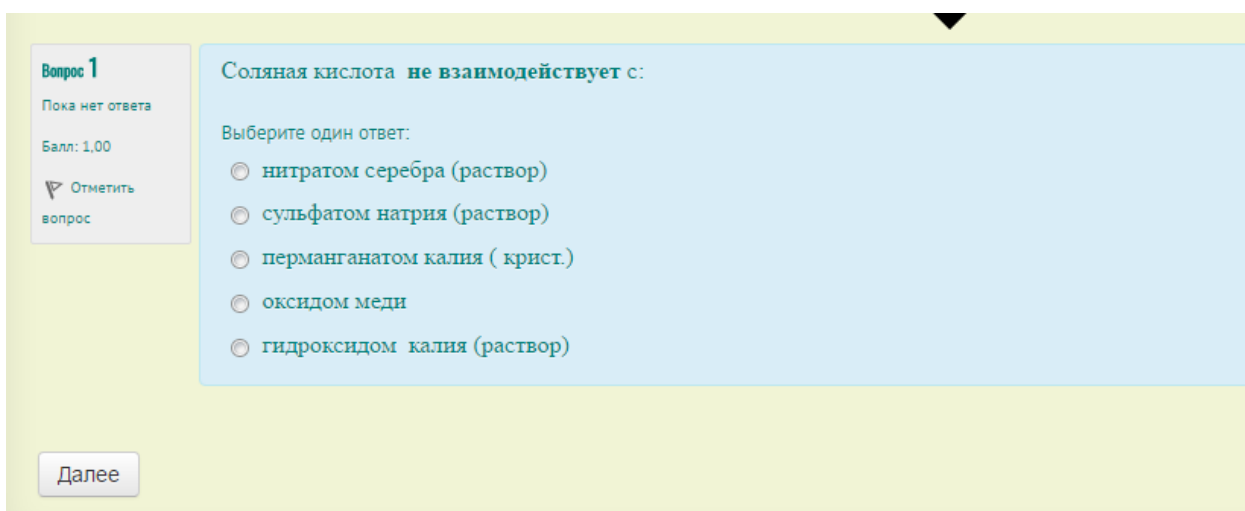 Вопрос 1
Пока нет ответа
Балл: 1,00
Отметить
вопрос
Соляная кислота не взаимодействует с:
Выберите один ответ:
нитратом серебра (раствор)
сульфатом натрия (раствор)
перманганатом калия ( крист.)
оксидом меди
гидроксидом калия (раствор)
Далее